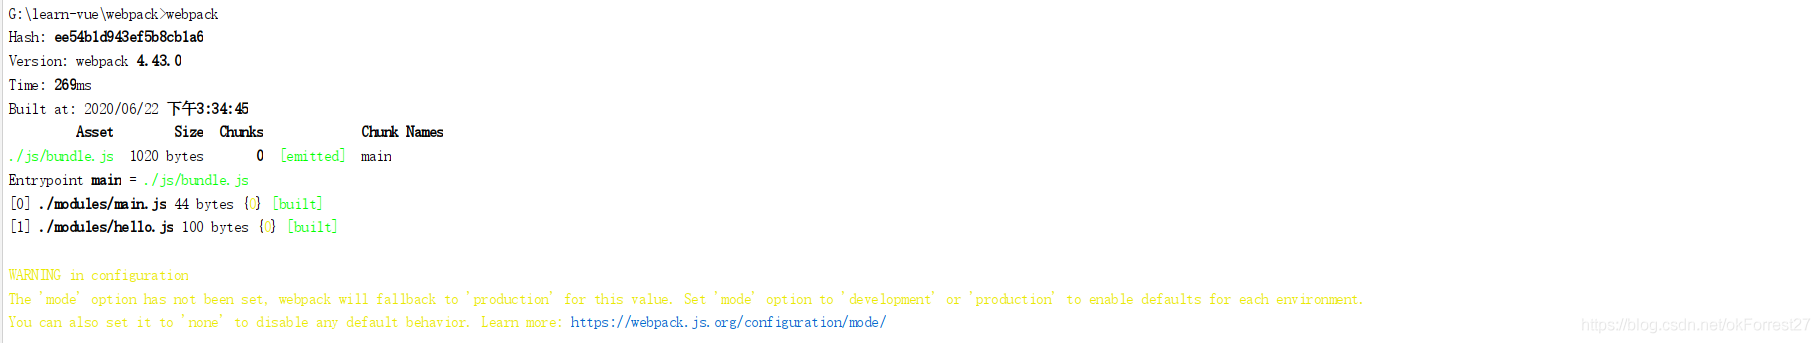 G:\learn-vue\webpack>webpack
Hash: ee54b1d943ef5b8cb1a6
Version: webpack 4.43.0
Time: 269ms
Built at: 2020/06/22 下午3:34:45
Asset Size Chunks Chunk Names
./js/bundle.js 1020 bytes 0 [emitted] main
Entrypoint main = ./js/bundle.js
[0] ./modules/main.js 44 bytes {0} [built]
[1] ./modules/hello.js 100 bytes {0} [built]
WARNING in configuration
The 'mode' option has not been set, webpack will fallback to 'production' for this value. Set 'mode' option to 'development' or 'production' to enable defaults for each environment.
You can also set it to 'none' to disable any default behavior. Learn more: https://webpack.js.org/configuration/mode/
https://blog.csdn.net/okForrest27